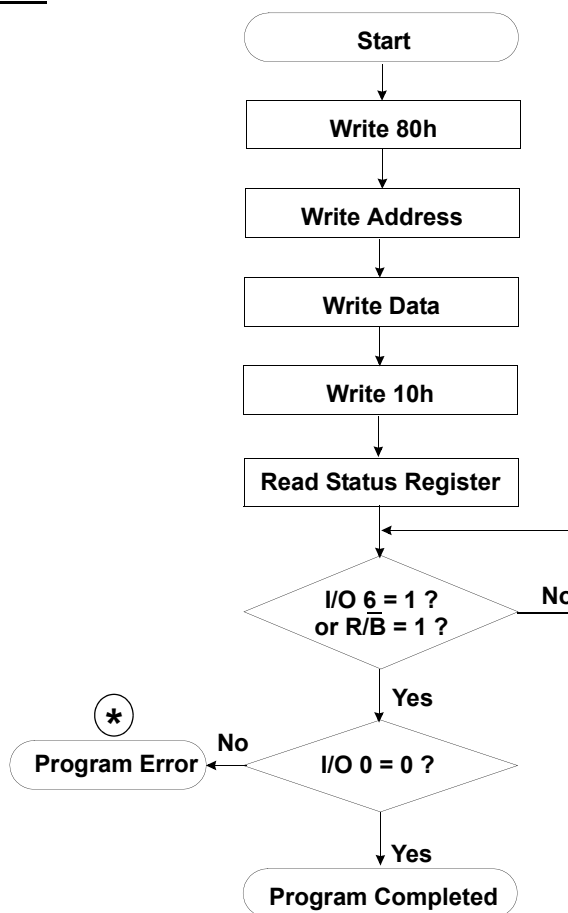 Start
Write 80h
Write Address
Write Data
Write 10h
Read Status Register
I/O 6 = 1 ?
or R/B̅ = 1 ?
No
Yes
*
No
Program Error
I/O 0 = 0 ?
Yes
Program Completed